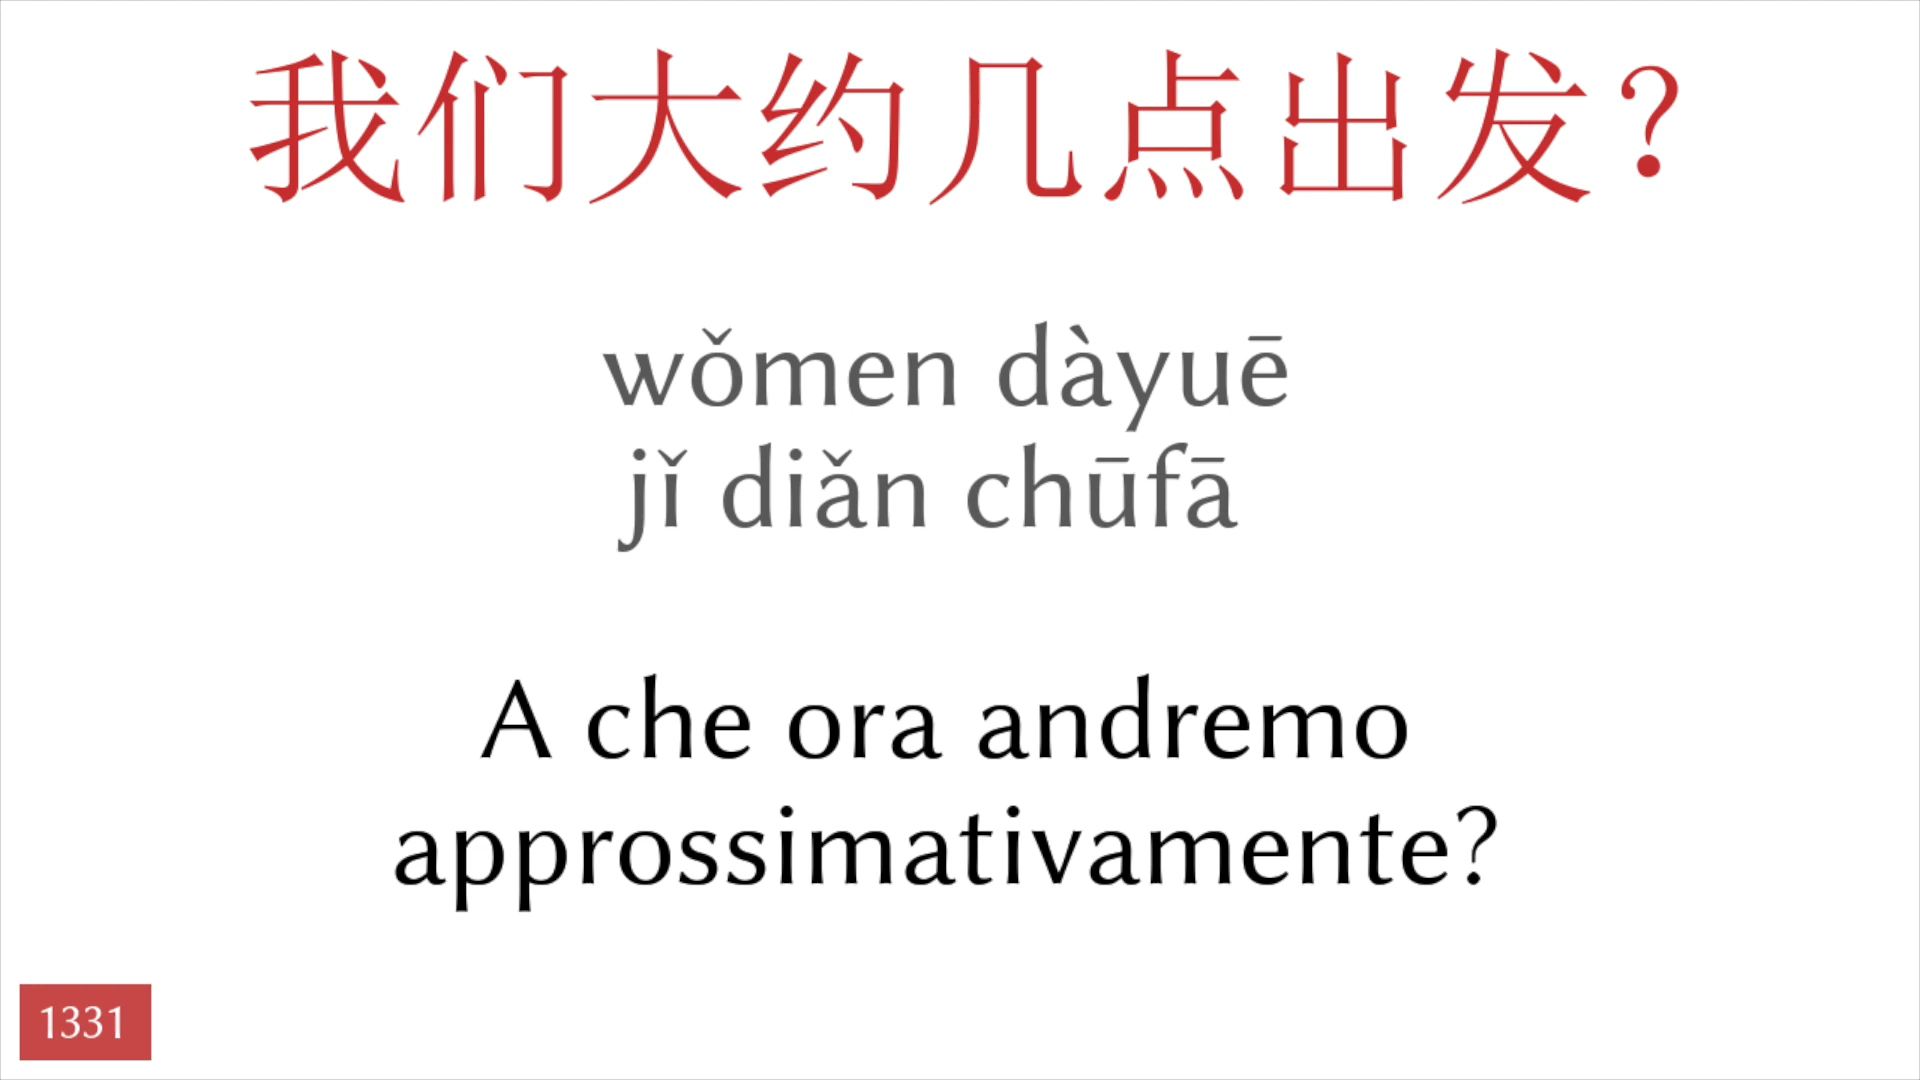 我们大约几点出发？
wǒmen dàyuē
jǐ diǎn chūfā
A che ora andremo
approssimativamente?
1331